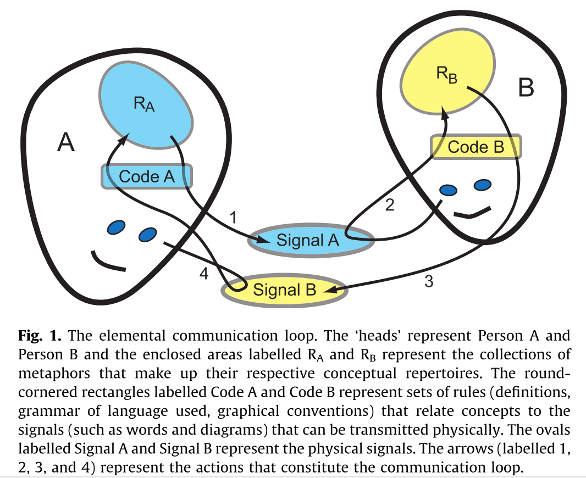 R_A
A
Code A
R_B
B
Code B
1
Signal A
2
4
Signal B
3
Fig. 1. The elemental communication loop. The ‘heads’ represent Person A and
Person B and the enclosed areas labelled R_A and R_B represent the collections of
metaphors that make up their respective conceptual repertoires. The round-
cornered rectangles labelled Code A and Code B represent sets of rules (definitions,
grammar of language used, graphical conventions) that relate concepts to the
signals (such as words and diagrams) that can be transmitted physically. The ovals
labelled Signal A and Signal B represent the physical signals. The arrows (labelled 1,
2, 3, and 4) represent the actions that constitute the communication loop.